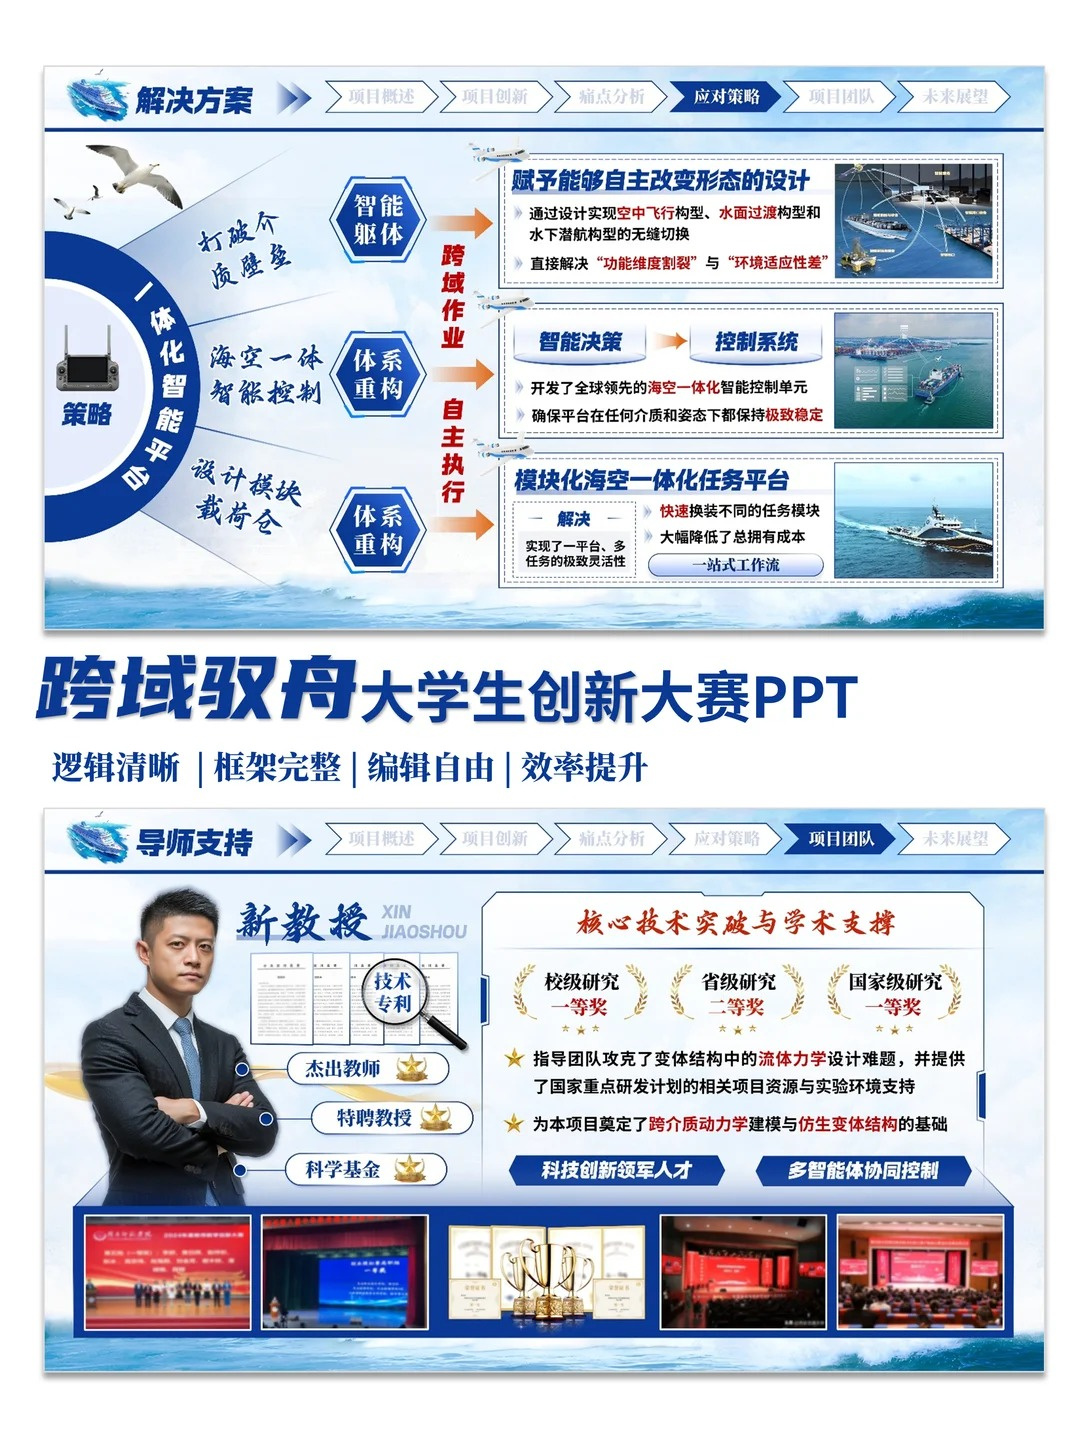 解决方案
项目概述
项目创新
痛点分析
应对策略
项目团队
未来展望
打破介
质壁垒
海空一体
智能控制
设计模块
载荷仓
一体化智能平台
策略
智能
躯体
体系
重构
体系
重构
跨域作业
自主执行
赋予能够自主改变形态的设计
通过设计实现空中飞行构型、水面过渡构型和
水下潜航构型的无缝切换
直接解决“功能维度割裂”与“环境适应性差”
智能决策
控制系统
开发了全球领先的海空一体化智能控制单元
确保平台在任何介质和姿态下都保持极致稳定
模块化海空一体化任务平台
解决
实现了一平台、多
任务的极致灵活性
快速换装不同的任务模块
大幅降低了总拥有成本
一站式工作流
跨域驭舟大学生创新大赛PPT
逻辑清晰 | 框架完整 | 编辑自由 | 效率提升
导师支持
项目概述
项目创新
痛点分析
应对策略
项目团队
未来展望
新教授
XIN
JIAOSHOU
技术
专利
杰出教师
特聘教授
科学基金
核心技术突破与学术支撑
校级研究
一等奖
省级研究
二等奖
国家级研究
一等奖
指导团队攻克了变体结构中的流体力学设计难题，并提供
了国家重点研发计划的相关项目资源与实验环境支持
为本项目奠定了跨介质动力学建模与仿生变体结构的基础
科技创新领军人才
多智能体协同控制